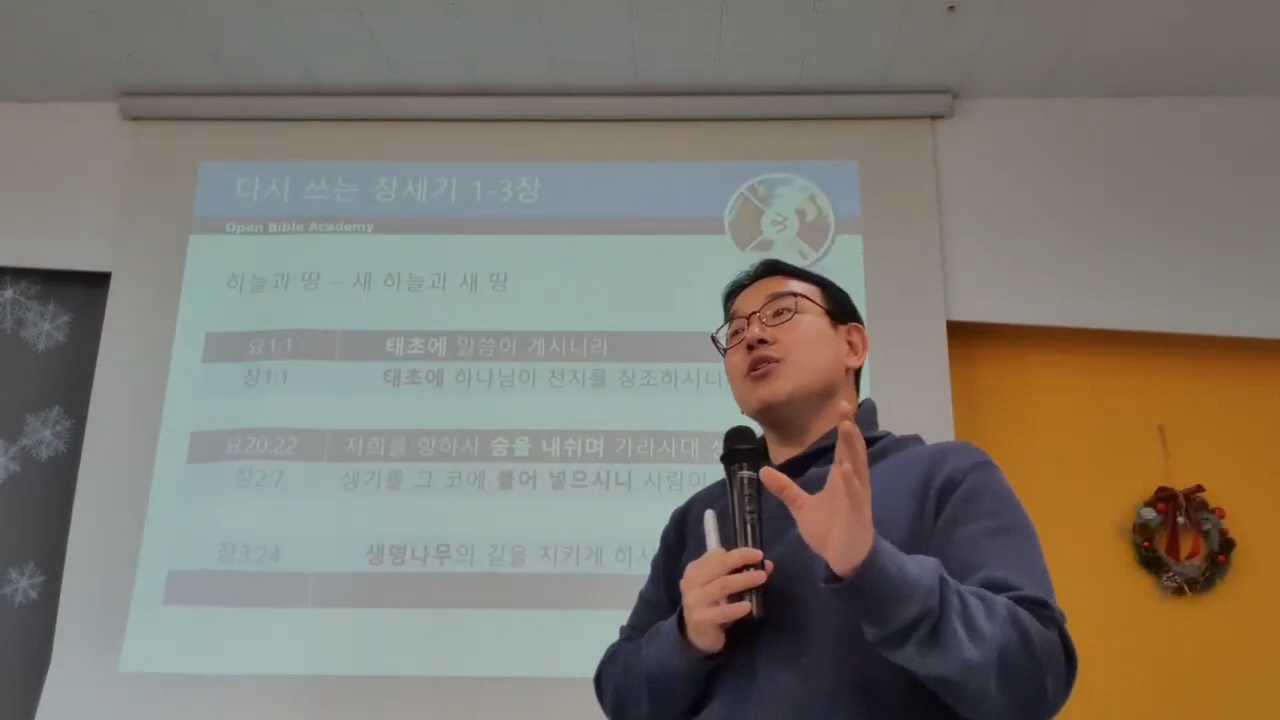 다시 쓰는 창세기 1-3장
Open Bible Academy
하늘과 땅 – 새 하늘과 새 땅
요1:1 태초에 말씀이 계시니라
창1:1 태초에 하나님이 천지를 창조하시니
요20:22 저희를 향하사 숨을 내쉬며 가라사대
창2:7 생기를 그 코에 불어 넣으시니 사람이
창3:24 생명나무의 길을 지키게 하시